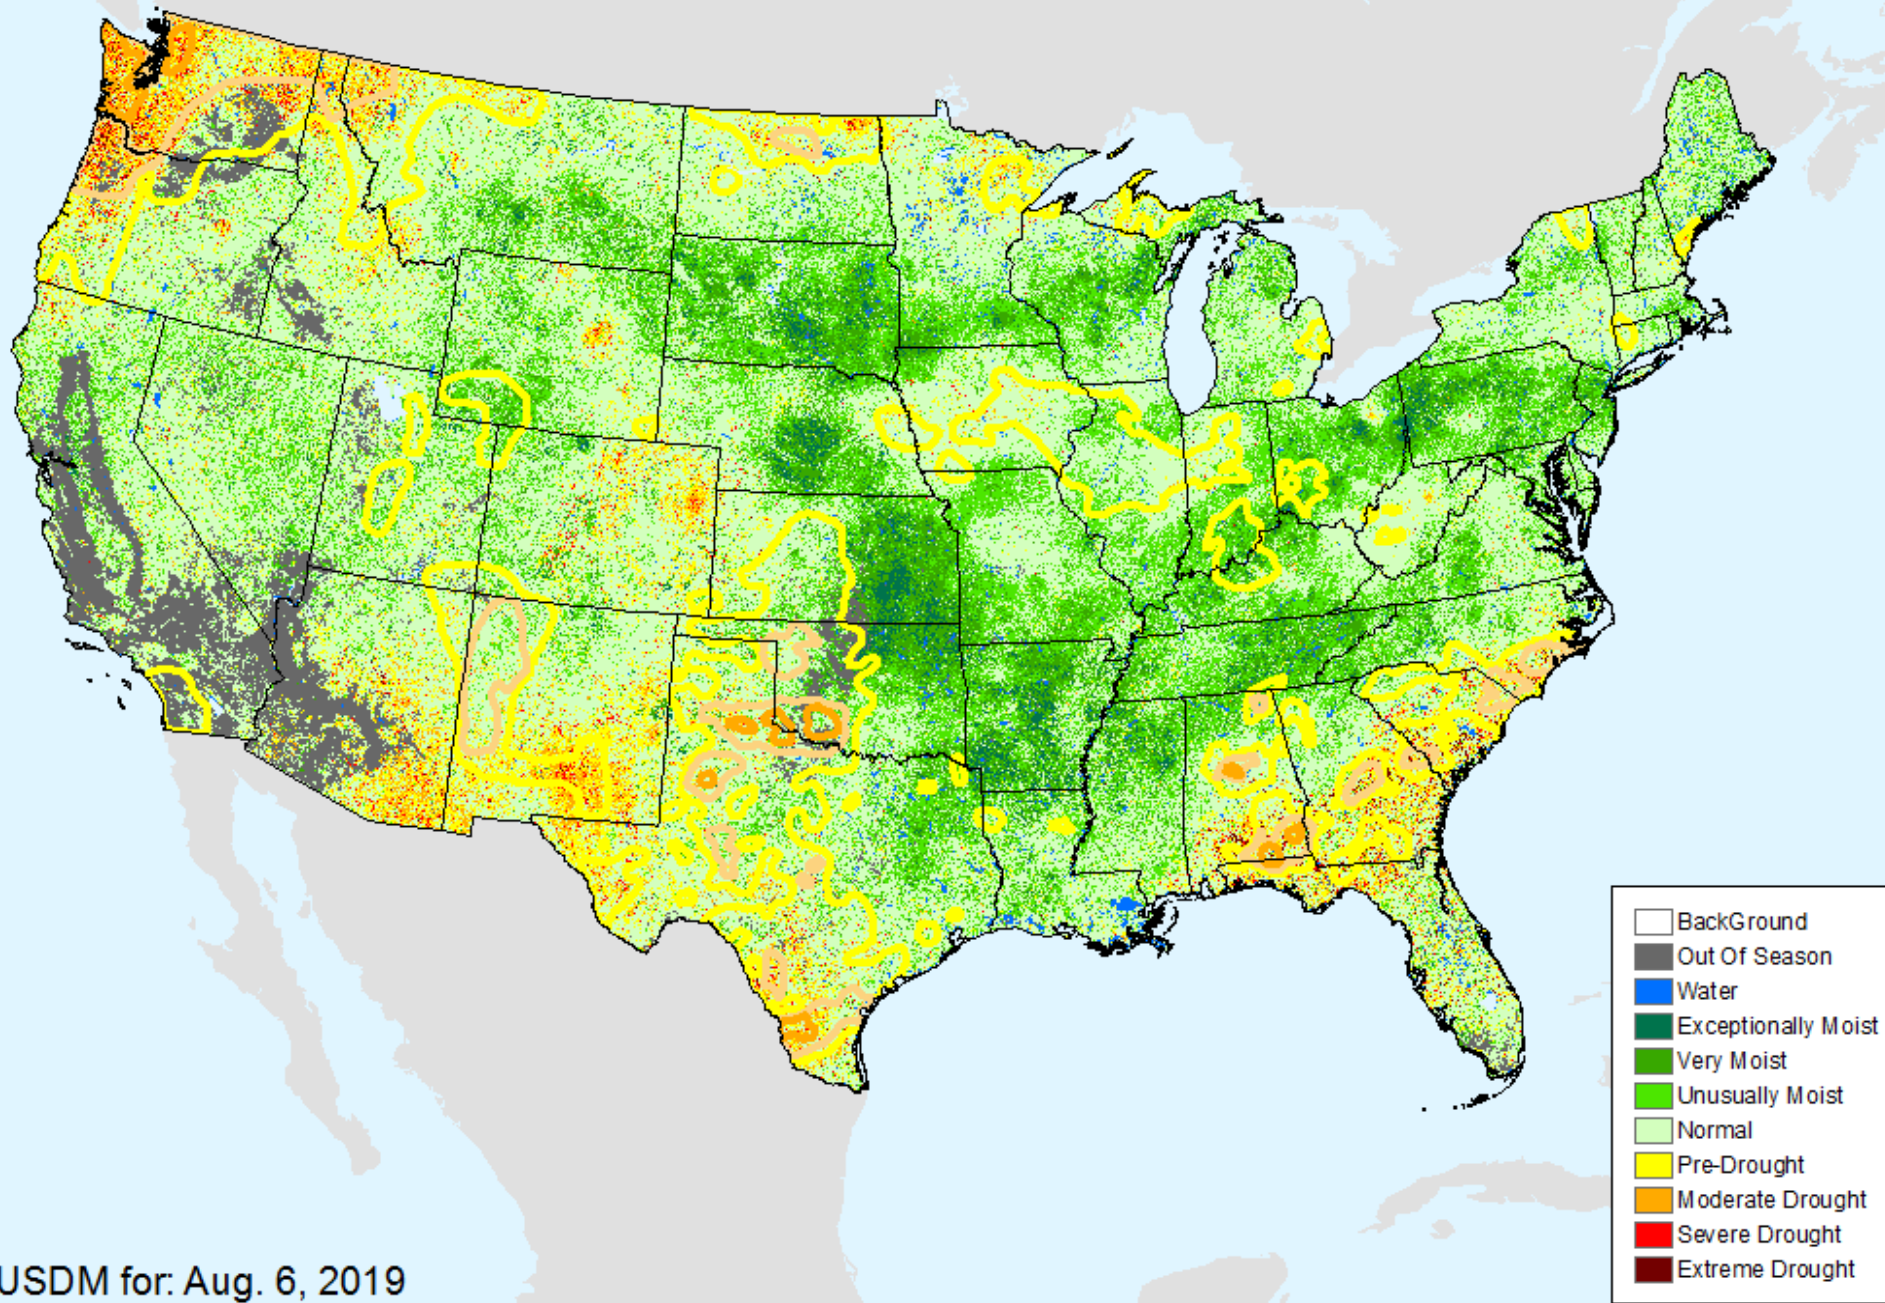 BackGround
Out Of Season
Water
Exceptionally Moist
Very Moist
Unusually Moist
Normal
Pre-Drought
Moderate Drought
Severe Drought
Extreme Drought
USDM for: Aug. 6, 2019